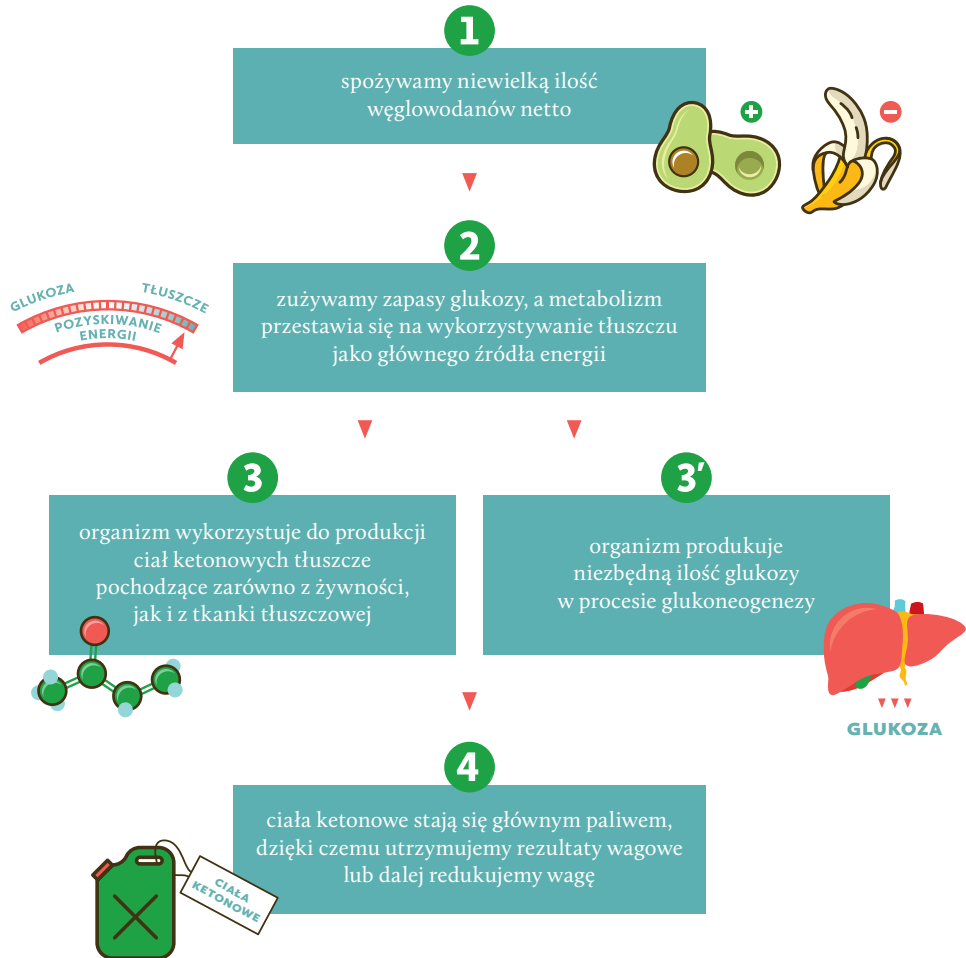 1
spożywamy niewielką ilość
węglowodanów netto
2
GLUKOZA
TŁUSZCZE
POZYSKIWANIE
ENERGII
zużywamy zapasy glukozy, a metabolizm
przestawia się na wykorzystywanie tłuszczu
jako głównego źródła energii
3
organizm wykorzystuje do produkcji
ciał ketonowych tłuszcze
pochodzące zarówno z żywności,
jak i z tkanki tłuszczowej
3′
organizm produkuje
niezbędną ilość glukozy
w procesie glukoneogenezy
GLUKOZA
4
ciała ketonowe stają się głównym paliwem,
dzięki czemu utrzymujemy rezultaty wagowe
lub dalej redukujemy wagę
CIAŁA
KETONOWE